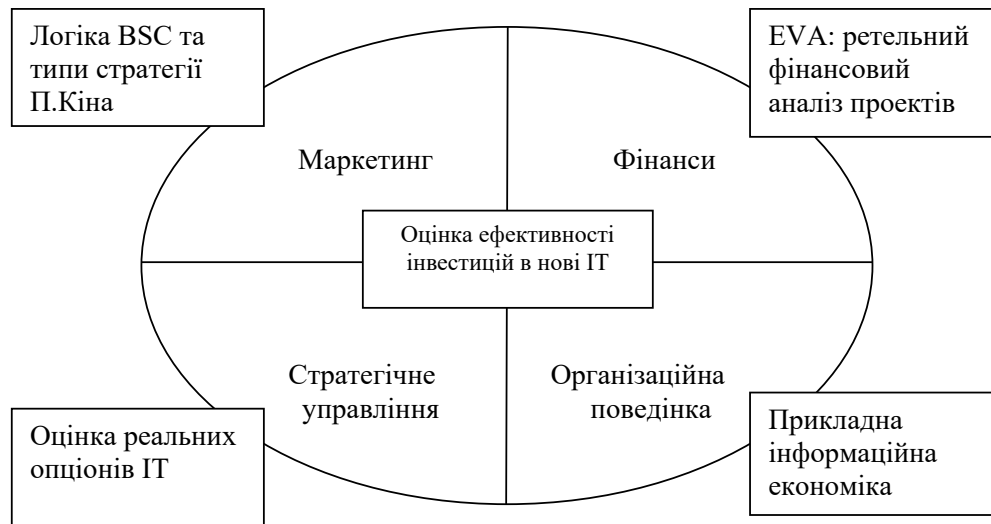 Логіка BSC та
типи стратегії
П.Кіна
EVA: ретельний
фінансовий
аналіз проектів
Маркетинг
Фінанси
Оцінка ефективності
інвестицій в нові ІТ
Стратегічне
управління
Організаційна
поведінка
Оцінка реальних
опціонів ІТ
Прикладна
інформаційна
економіка